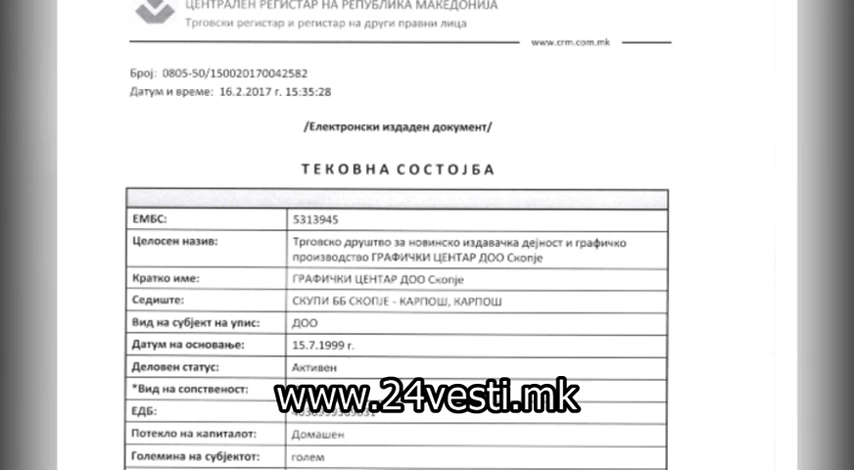 ЦЕНТРАЛЕН РЕГИСТАР НА РЕПУБЛИКА МАКЕДОНИЈА
Трговски регистар и регистар на други правни лица
www.crm.com.mk
Број: 0805-50/150020170042582
Датум и време: 16.2.2017 г. 15:35:28
/Електронски издаден документ/
ТЕКОВНА СОСТОЈБА
ЕМБС: 5313945
Целосен назив: Трговско друштво за новинско издавачка дејност и графичко
производство ГРАФИЧКИ ЦЕНТАР ДОО Скопје
Кратко име: ГРАФИЧКИ ЦЕНТАР ДОО Скопје
Седиште: СКУПИ ББ СКОПЈЕ - КАРПОШ, КАРПОШ
Вид на субјект на упис: ДОО
Датум на основање: 15.7.1999 г.
Деловен статус: Активен
*Вид на сопственост:
www.24vesti.mk
ЕДБ:
Потекло на капиталот: Домашен
Големина на субјектот: голем